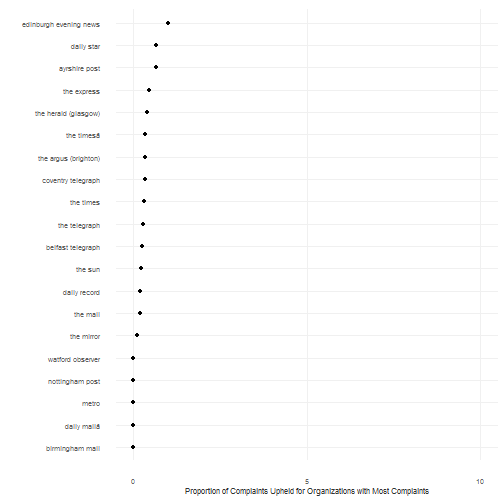 edinburgh evening news
daily star
ayrshire post
the express
the herald (glasgow)
the timesâ
the argus (brighton)
coventry telegraph
the times
the telegraph
belfast telegraph
the sun
daily record
the mail
the mirror
watford observer
nottingham post
metro
daily mailâ
birmingham mail
0 5 10
Proportion of Complaints Upheld for Organizations with Most Complaints